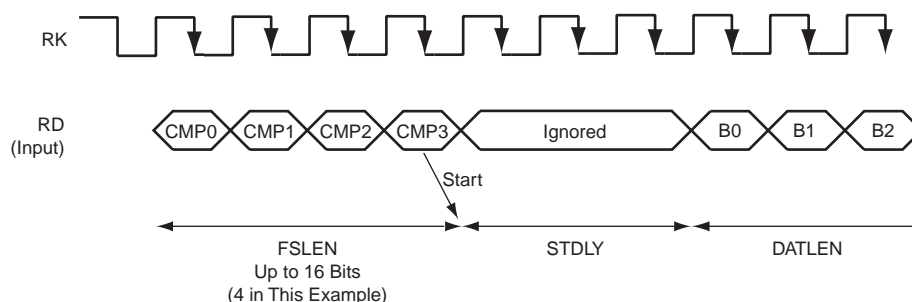 RK
RD
(Input)
CMP0 CMP1 CMP2 CMP3 Ignored B0 B1 B2
Start
FSLEN
Up to 16 Bits
(4 in This Example)
STDLY
DATLEN